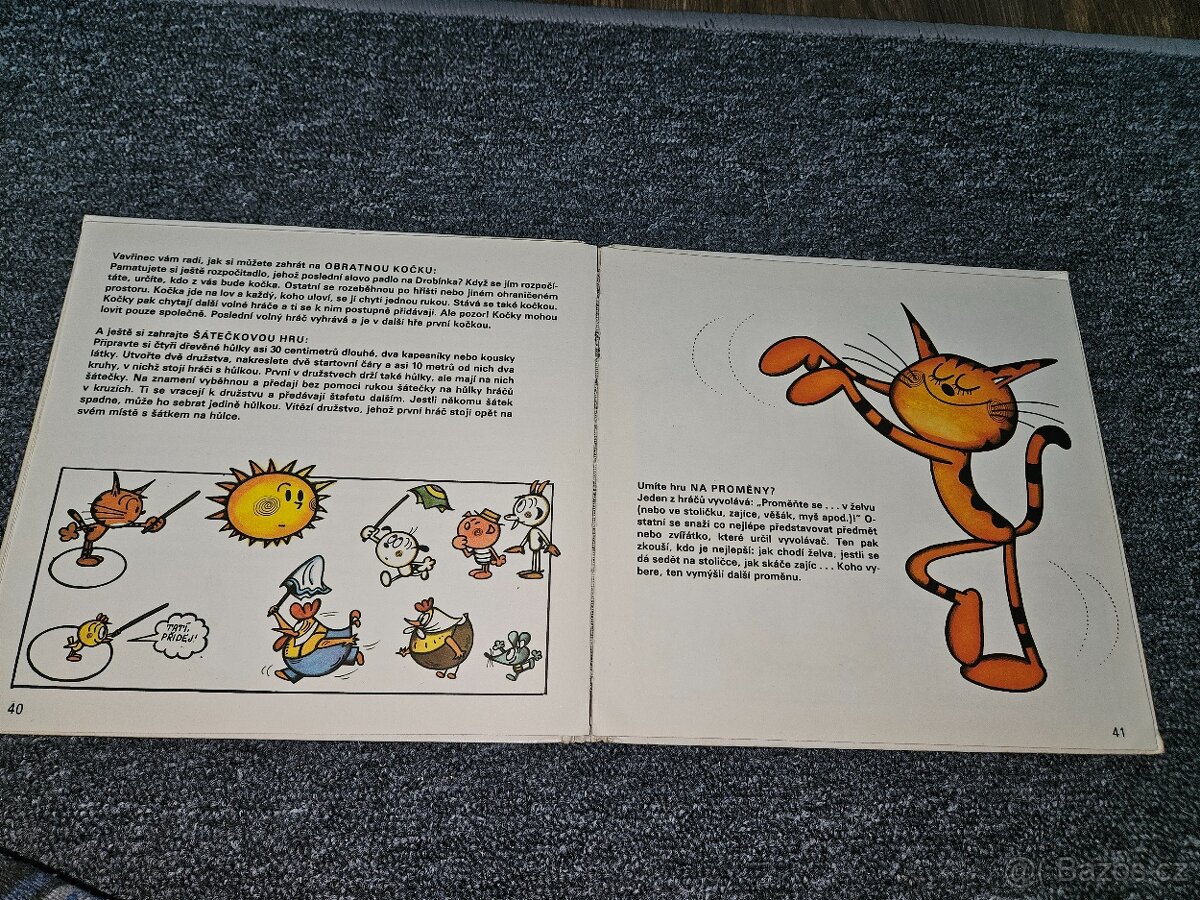 Vavřinec vám radí, jak si můžete zahrát na OBRATNOU KOČKU:
Pamatujete si ještě rozpočitadlo, jehož poslední slovo padlo na Drobínka? Když se jím rozpočí-
táte, určíte, kdo z vás bude kočka. Ostatní se rozeběhnou po hřišti nebo jiném ohraničeném
prostoru. Kočka jde na lov a každý, koho uloví, se jí chytí jednou rukou. Stává se také kočkou.
Kočky pak chytají další volné hráče a ti se k nim postupně přidávají. Ale pozor! Kočky mohou
lovit pouze společně. Poslední volný hráč vyhrává a je v další hře první kočkou.
A ještě si zahrajte ŠÁTEČKOVOU HRU:
Připravte si čtyři dřevěné hůlky asi 30 centimetrů dlouhé, dva kapesníky nebo kousky
látky. Utvořte dvě družstva, nakreslete dvě startovní čáry a asi 10 metrů od nich dva
kruhy, v nichž stojí hráči s hůlkou. První v družstvech drží také hůlky, ale mají na nich
šátečky. Na znamení vyběhnou a předají bez pomoci rukou šátečky na hůlky hráčů
v kruzích. Ti se vracejí k družstvu a předávají štafetu dalším. Jestli někomu šátek
spadne, může ho sebrat jedině hůlkou. Vítězí družstvo, jehož první hráč stojí opět na
svém místě s šátkem na hůlce.
TATI,
PŘIDEJ!
40
Umíte hru NA PROMĚNY?
Jeden z hráčů vyvolává: „Proměňte se . . . v želvu
(nebo ve stoličku, zajíce, věšák, myš apod.)!" O-
statní se snaží co nejlépe představovat předmět
nebo zvířátko, které určil vyvolávač. Ten pak
zkouší, kdo je nejlepší: jak chodí želva, jestli se
dá sedět na stoličce, jak skáče zajíc . . . Koho vy-
bere, ten vymýšlí další proměnu.
41
@ Bazos.cz